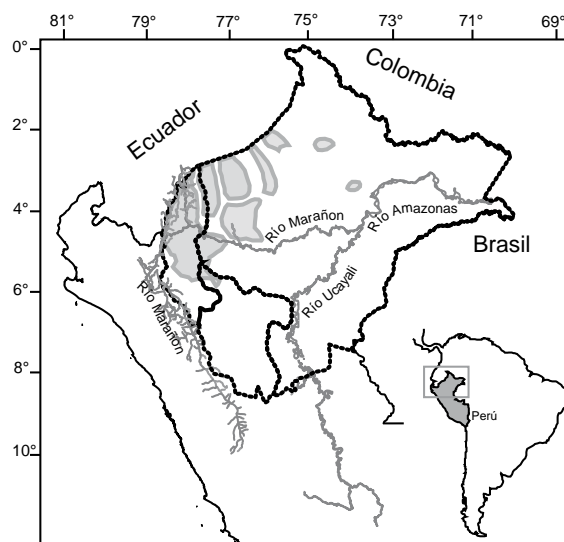 81° 79° 77° 75° 73° 71° 69°
0°
Colombia
2°
Ecuador
4°
Río Marañon
Río Amazonas
Brasil
6°
Río Marañon
Río Ucayali
8°
Perú
10°